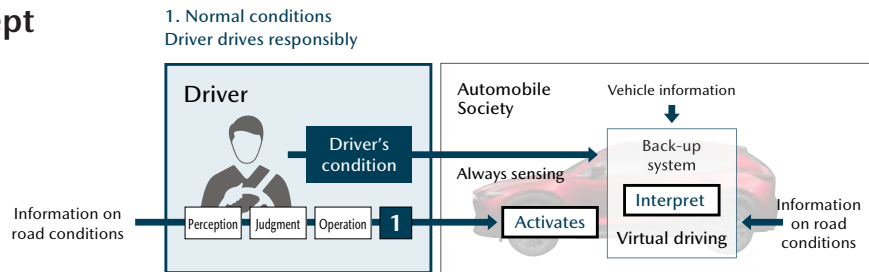 ept
1. Normal conditions
Driver drives responsibly
Driver
Driver's
condition
Information on
road conditions
Perception
Judgment
Operation
1
Automobile
Society
Always sensing
Activates
Vehicle information
Back-up
system
Interpret
Virtual driving
Information
on road
conditions